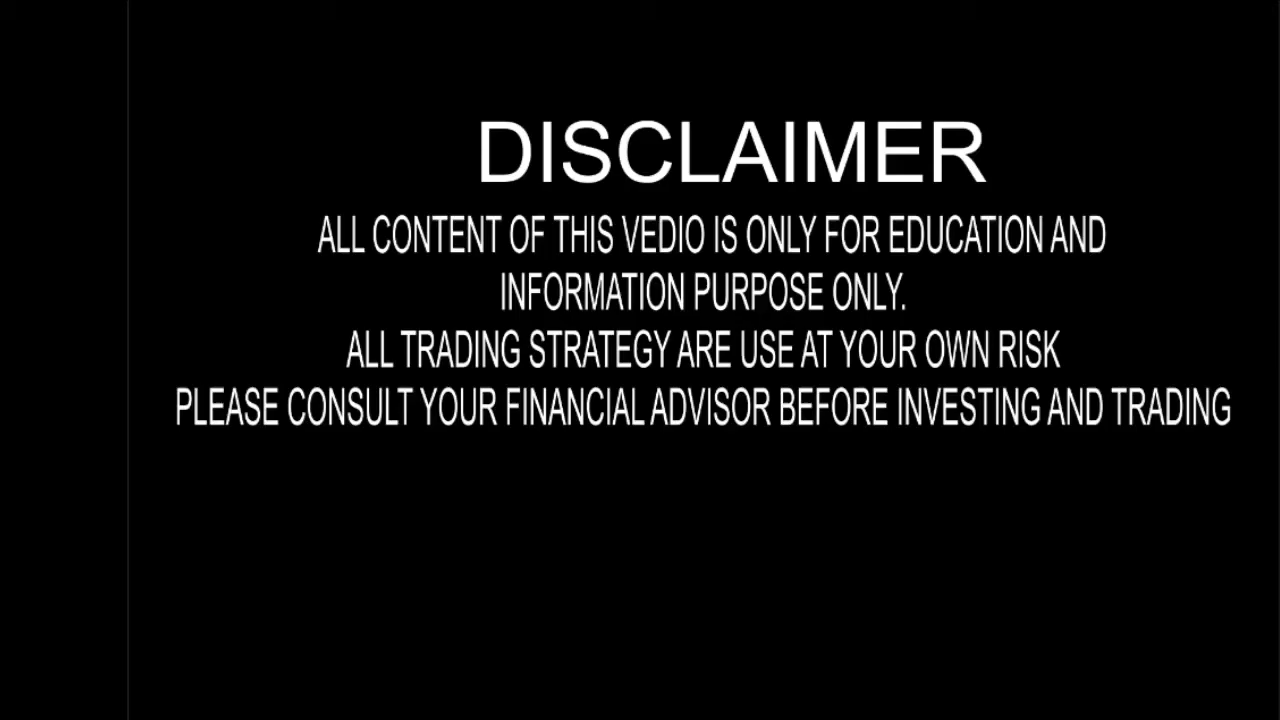 DISCLAIMER
ALL CONTENT OF THIS VEDIO IS ONLY FOR EDUCATION AND
INFORMATION PURPOSE ONLY.
ALL TRADING STRATEGY ARE USE AT YOUR OWN RISK
PLEASE CONSULT YOUR FINANCIAL ADVISOR BEFORE INVESTING AND TRADING